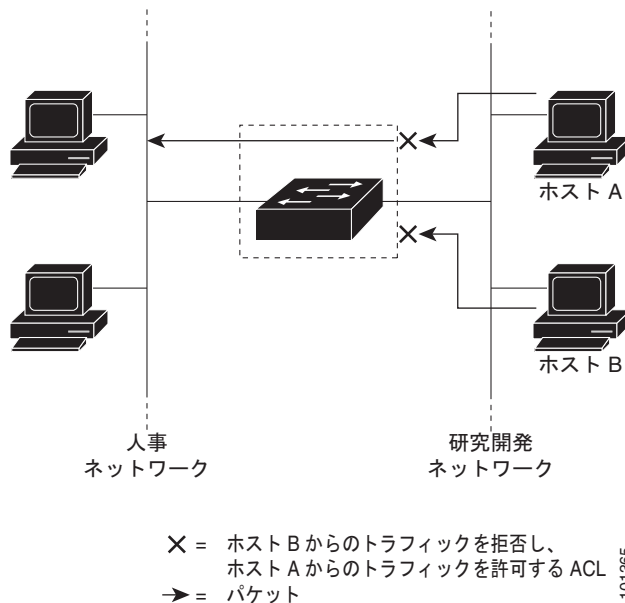 ホスト A
ホスト B
人事
ネットワーク
研究開発
ネットワーク
✕ = ホスト B からのトラフィックを拒否し、
ホスト A からのトラフィックを許可する ACL
➔ = パケット